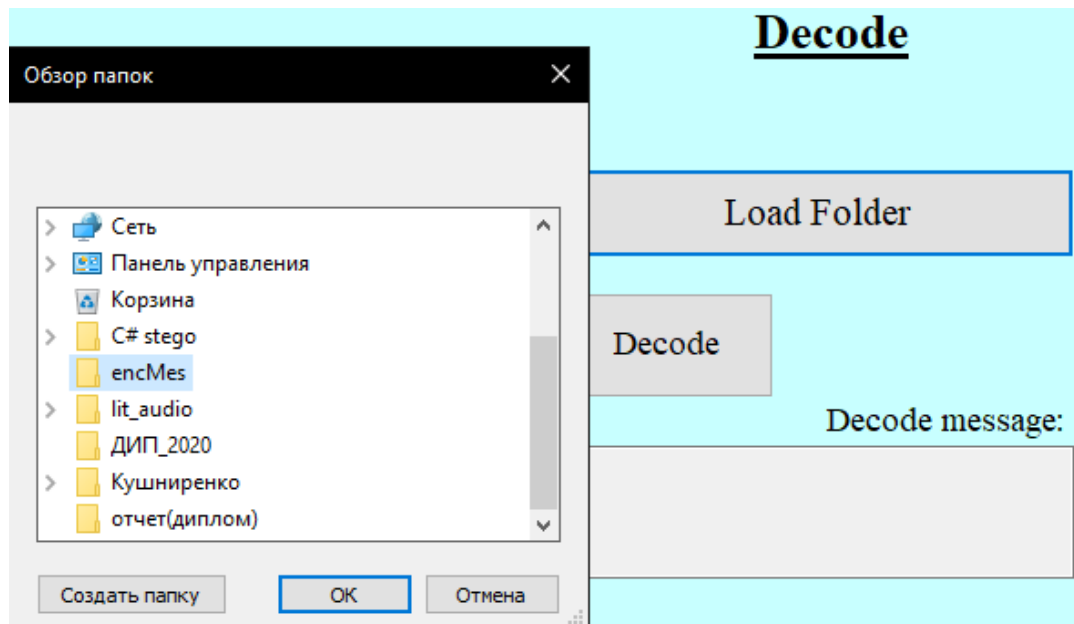 Decode
Обзор папок
Load Folder
Сеть
Панель управления
Корзина
C# stego
encMes
lit_audio
ДИП_2020
Кушниренко
отчет(диплом)
Decode
Decode message:
Создать папку
ОК
Отмена